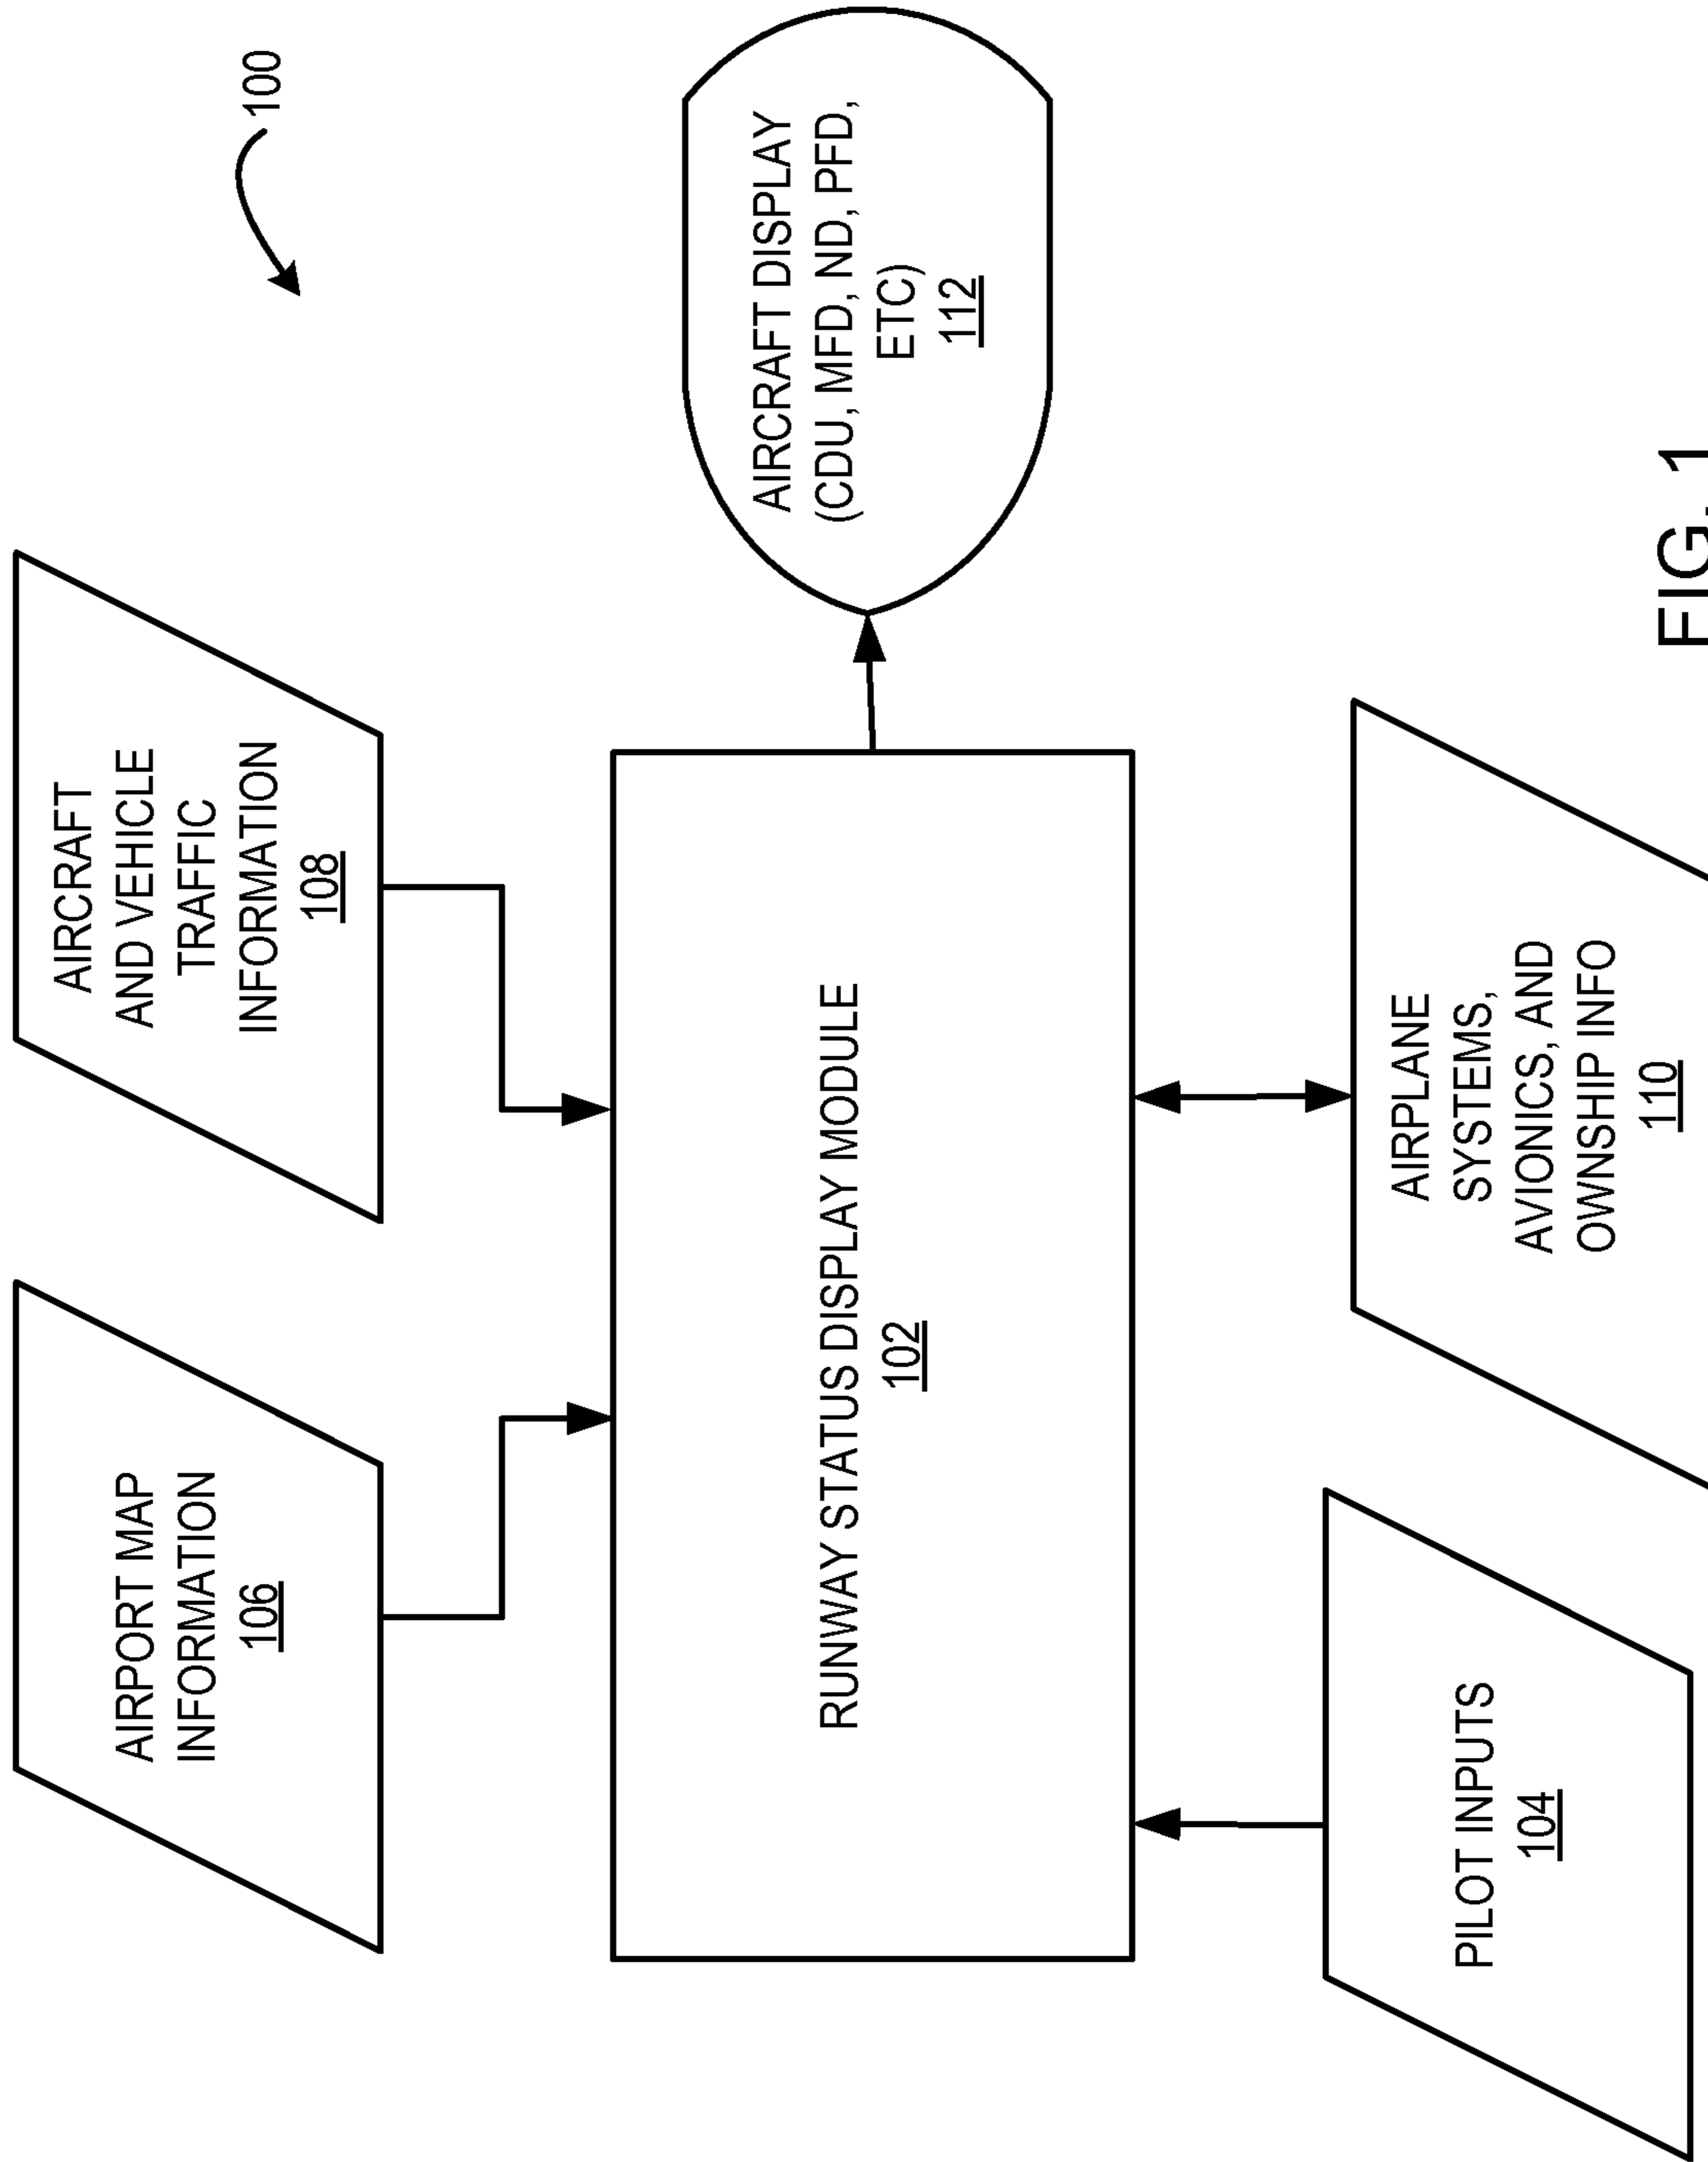 100
AIRPORT MAP
INFORMATION
106
AIRCRAFT
AND VEHICLE
TRAFFIC
INFORMATION
108
RUNWAY STATUS DISPLAY MODULE
102
AIRCRAFT DISPLAY
(CDU, MFD, ND, PFD,
ETC)
112
PILOT INPUTS
104
AIRPLANE
SYSTEMS,
AVIONICS, AND
OWNSHIP INFO
110
FIG. 1